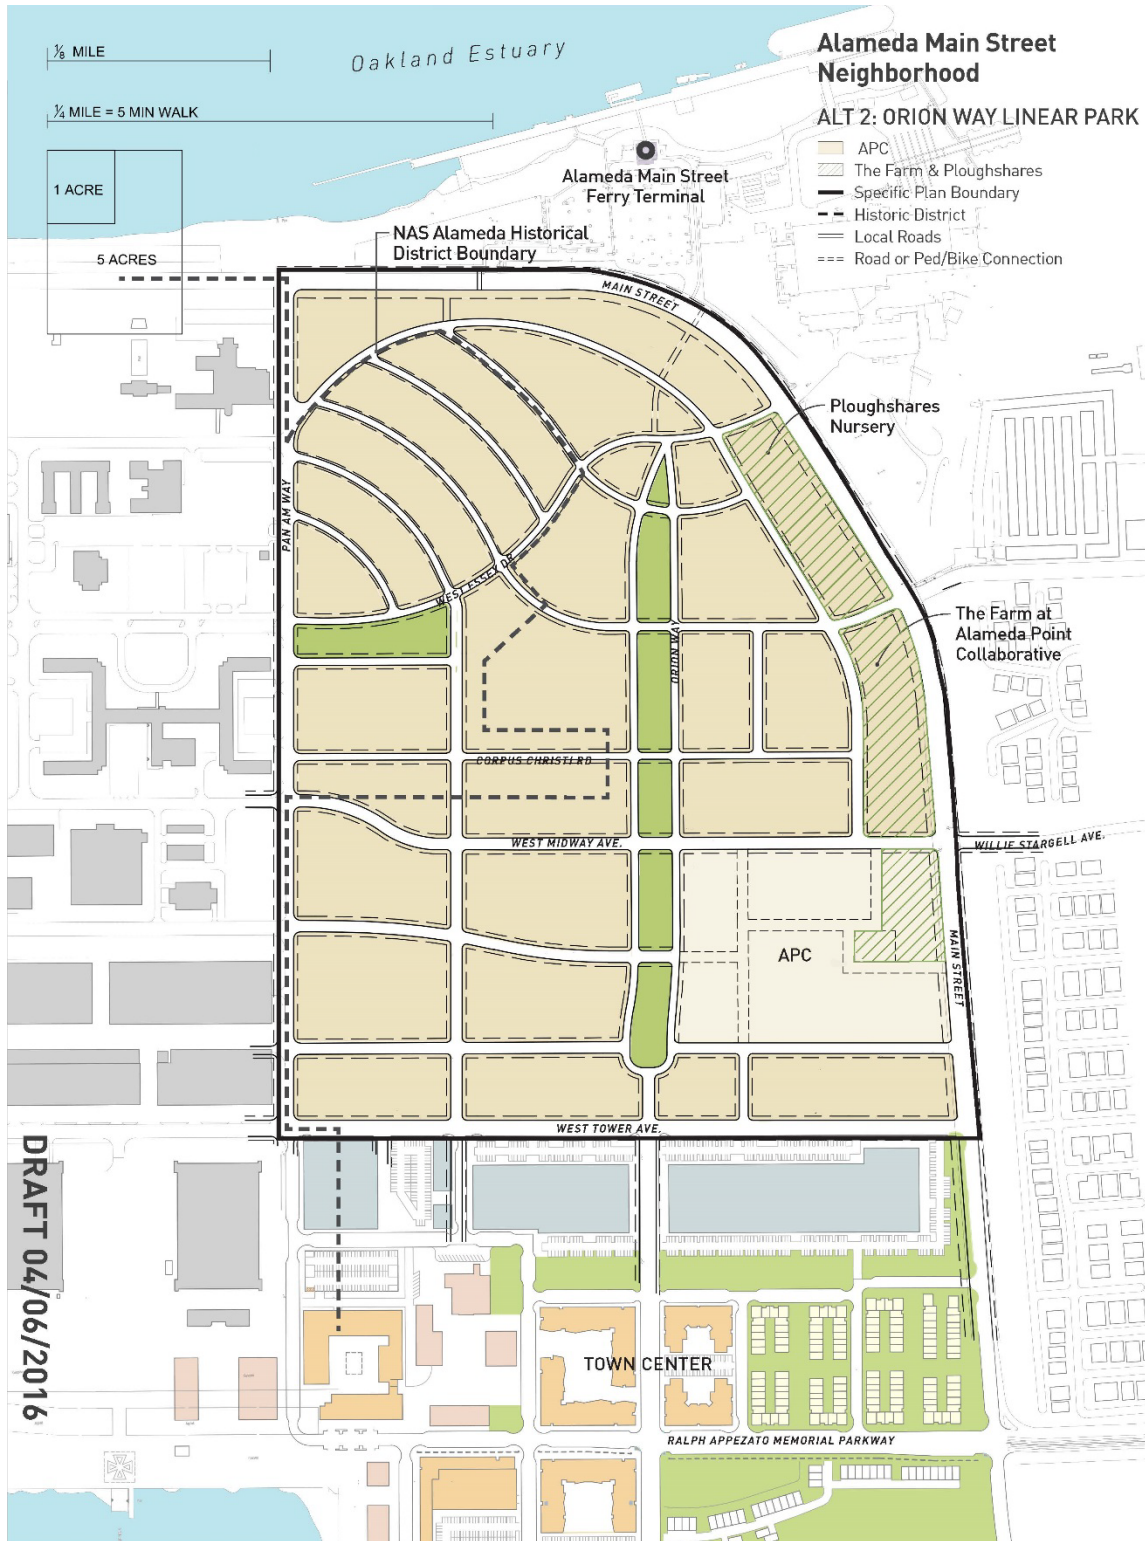 ⅛ MILE
Oakland Estuary
¼ MILE = 5 MIN WALK
1 ACRE
5 ACRES
Alameda Main Street
Neighborhood
ALT 2: ORION WAY LINEAR PARK
APC
The Farm & Ploughshares
Specific Plan Boundary
Historic District
Local Roads
Road or Ped/Bike Connection
Alameda Main Street
Ferry Terminal
NAS Alameda Historical
District Boundary
MAIN STREET
Ploughshares
Nursery
PAN AM WAY
WEST ESSEX DR
ORION WAY
The Farm at
Alameda Point
Collaborative
CORPUS CHRISTI RD
WEST MIDWAY AVE.
WILLIE STARGELL AVE.
APC
MAIN STREET
WEST TOWER AVE.
DRAFT 04/06/2016
TOWN CENTER
RALPH APPEZATO MEMORIAL PARKWAY